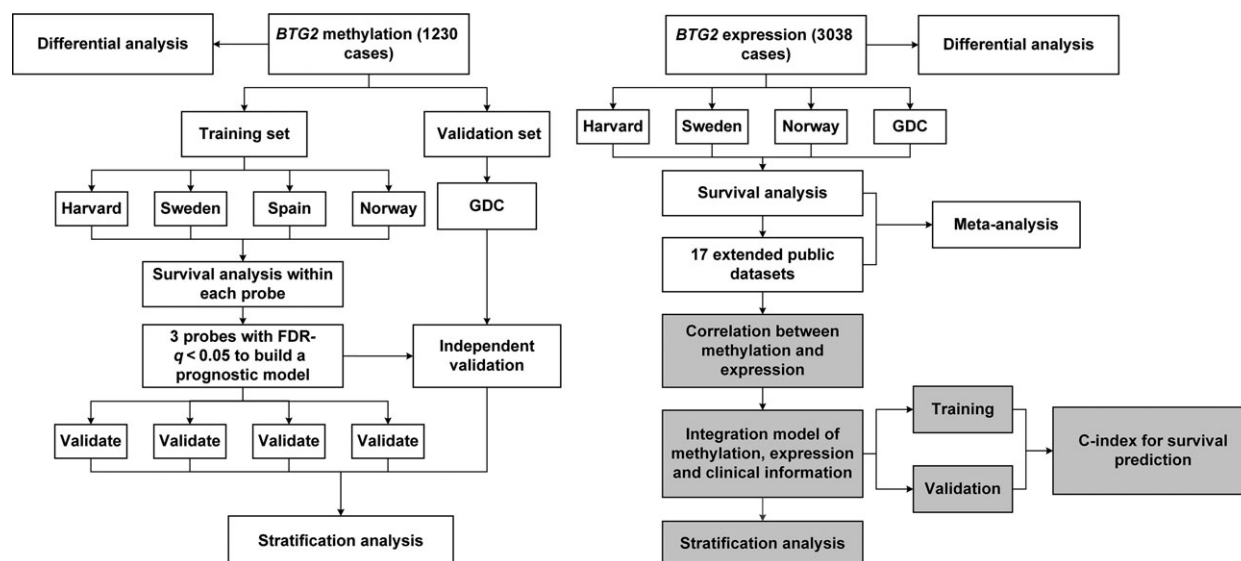 Differential analysis
BTG2 methylation (1230
cases)
Training set
Validation set
Harvard
Sweden
Spain
Norway
GDC
Survival analysis within
each probe
3 probes with FDR-
q < 0.05 to build a
prognostic model
Independent
validation
Validate
Validate
Validate
Validate
Stratification analysis
BTG2 expression (3038
cases)
Differential analysis
Harvard
Sweden
Norway
GDC
Survival analysis
Meta-analysis
17 extended public
datasets
Correlation between
methylation and
expression
Integration model of
methylation, expression
and clinical information
Training
Validation
C-index for survival
prediction
Stratification analysis